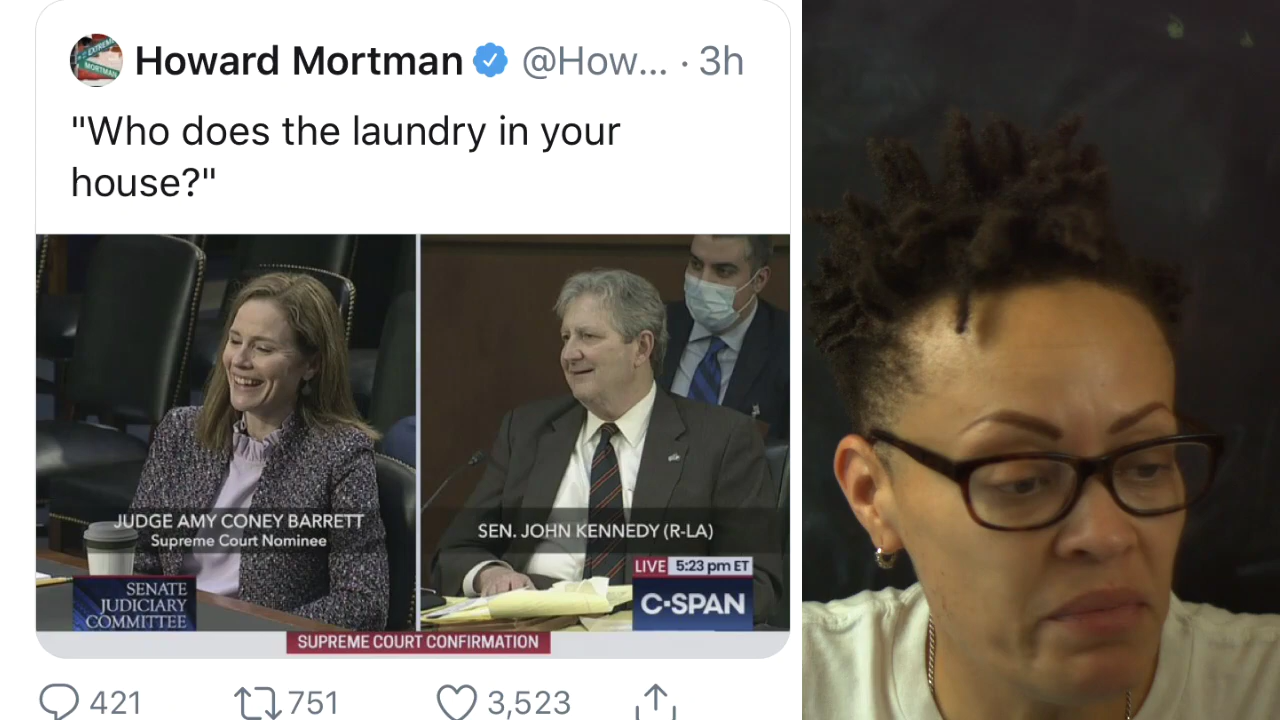 Howard Mortman @How... · 3h
"Who does the laundry in your
house?"
JUDGE AMY CONEY BARRETT
Supreme Court Nominee
SEN. JOHN KENNEDY (R-LA)
LIVE 5:23 pm ET
SENATE
JUDICIARY
COMMITTEE
C-SPAN
SUPREME COURT CONFIRMATION
421 751 3,523